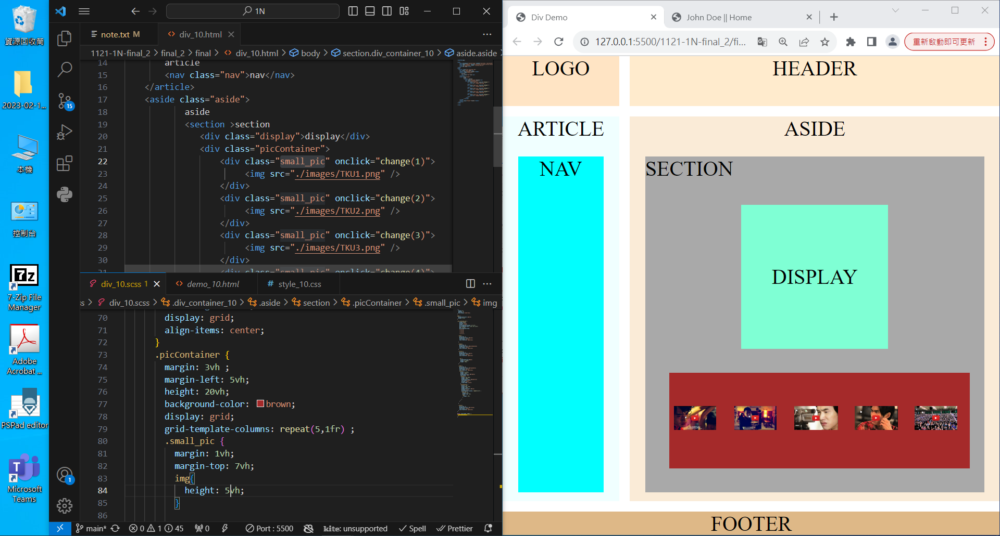 資源回收筒
2023-02-1...
本機
控制台
7-Zip File
Manager
Adobe
Acrobat ...
PSPad editor
Microsoft
Teams
1N
note.txt M
div_10.html
1121-1N-final_2 > final_2 > final > <> div_10.html > body > section.div_container_10 > aside.aside
14 article
15 <nav class="nav">nav</nav>
16 </article>
17 <aside class="aside">
18 aside
19 <section >section
20 <div class="display">display</div>
21 <div class="picContainer">
22 <div class="small_pic" onclick="change(1)">
23 <img src="./images/TKU1.png" />
24 </div>
25 <div class="small_pic" onclick="change(2)">
26 <img src="./images/TKU2.png" />
27 </div>
28 <div class="small_pic" onclick="change(3)">
29 <img src="./images/TKU3.png" />
30 </div>
31 <div class="small_pic" onclick="change(4)">
div_10.scss 1
demo_10.html
# style_10.css
ss > div_10.scss > .div_container_10 > .aside > section > .picContainer > .small_pic > img
70 display: grid;
71 align-items: center;
72 }
73 .picContainer {
74 margin: 3vh ;
75 margin-left: 5vh;
76 height: 20vh;
77 background-color: brown;
78 display: grid;
79 grid-template-columns: repeat(5,1fr) ;
80 .small_pic {
81 margin: 1vh;
82 margin-top: 7vh;
83 img{
84 height: 5vh;
85 }
86
15
1
main* 0 1 45 0 Port : 5500 kite: unsupported Spell Prettier
Div Demo
John Doe || Home
127.0.0.1:5500/1121-1N-final_2/fi...
重新啟動即可更新
LOGO
HEADER
ARTICLE
ASIDE
NAV
SECTION
DISPLAY
FOOTER